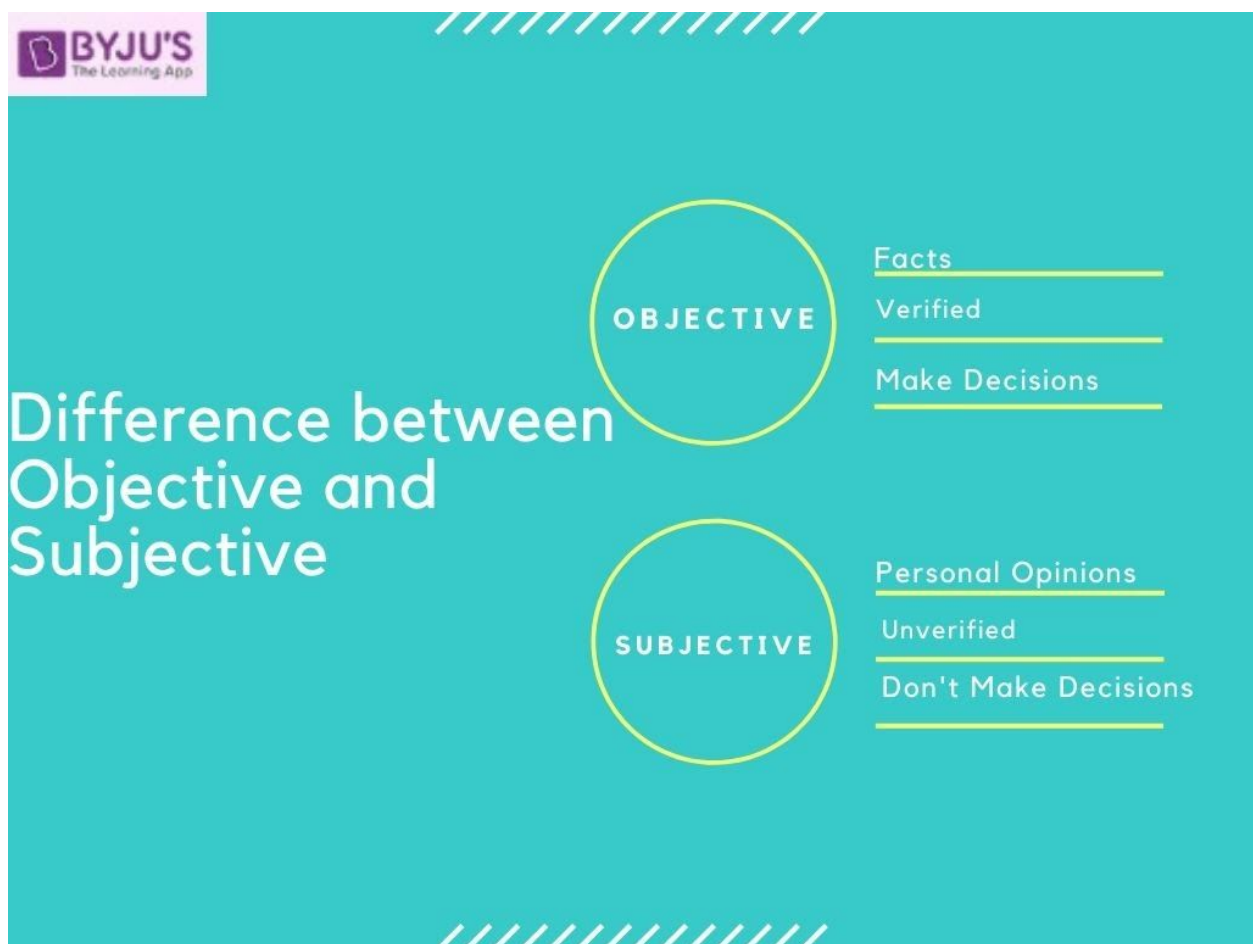 BYJU'S
The Learning App
Difference between
Objective and
Subjective
OBJECTIVE
Facts
Verified
Make Decisions
SUBJECTIVE
Personal Opinions
Unverified
Don't Make Decisions